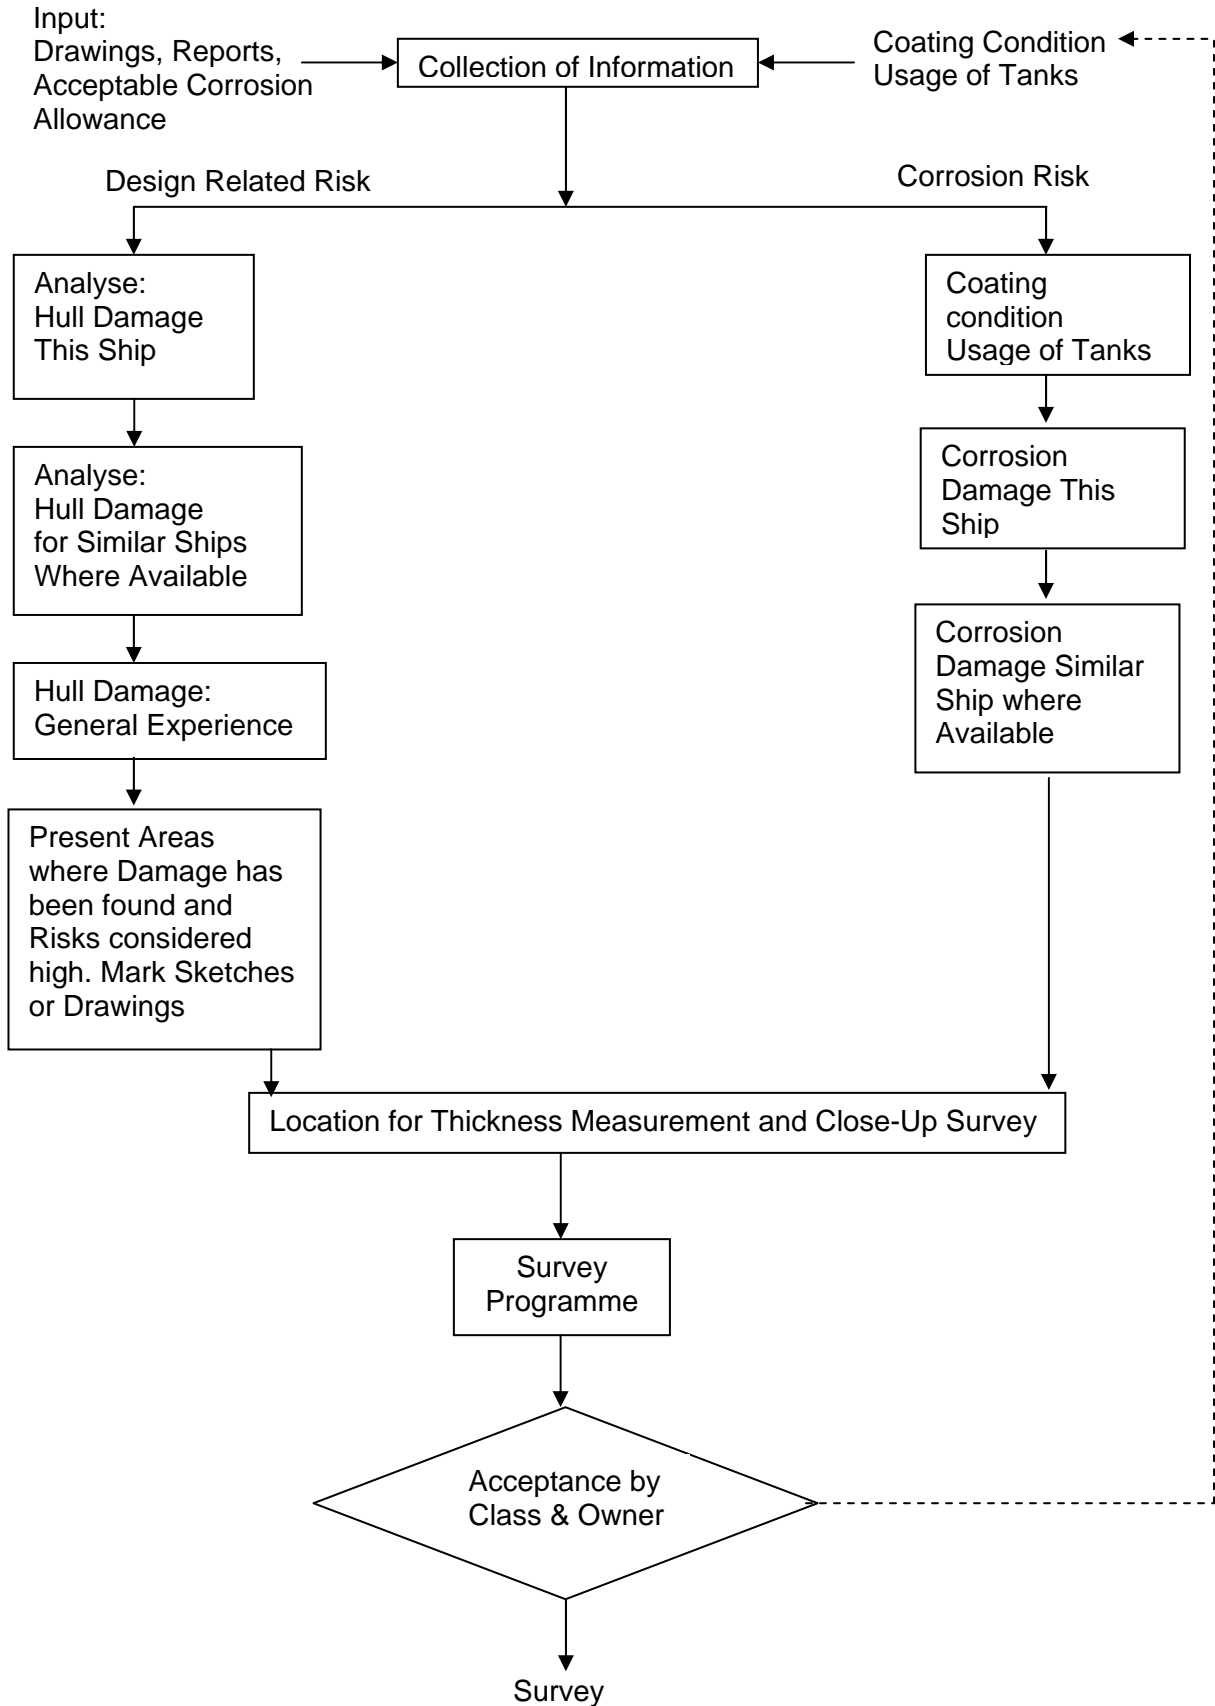 Input:
Drawings, Reports,
Acceptable Corrosion
Allowance
Collection of Information
Coating Condition
Usage of Tanks
Design Related Risk
Corrosion Risk
Analyse:
Hull Damage
This Ship
Analyse:
Hull Damage
for Similar Ships
Where Available
Hull Damage:
General Experience
Present Areas
where Damage has
been found and
Risks considered
high. Mark Sketches
or Drawings
Coating
condition
Usage of Tanks
Corrosion
Damage This
Ship
Corrosion
Damage Similar
Ship where
Available
Location for Thickness Measurement and Close-Up Survey
Survey
Programme
Acceptance by
Class & Owner
Survey